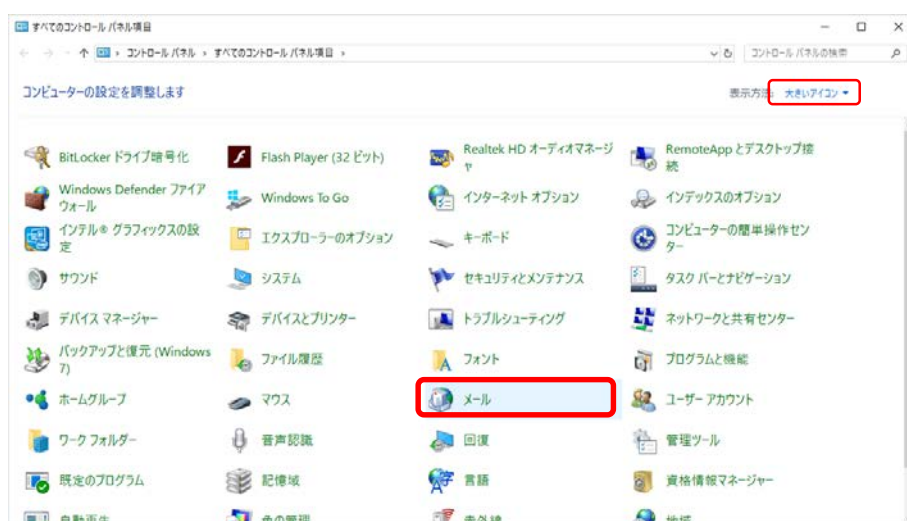 すべてのコントロール パネル項目
コントロール パネル › すべてのコントロール パネル項目 ›
コントロール パネルの検索
コンピューターの設定を調整します
表示方法: 大きいアイコン
BitLocker ドライブ暗号化
Flash Player (32 ビット)
Realtek HD オーディオマネージ
ャ
RemoteApp とデスクトップ接
続
Windows Defender ファイア
ウォール
Windows To Go
インターネット オプション
インデックスのオプション
インテル® グラフィックスの設
定
エクスプローラーのオプション
キーボード
コンピューターの簡単操作セン
ター
サウンド
システム
セキュリティとメンテナンス
タスク バーとナビゲーション
デバイス マネージャー
デバイスとプリンター
トラブルシューティング
ネットワークと共有センター
バックアップと復元 (Windows
7)
ファイル履歴
フォント
プログラムと機能
ホームグループ
マウス
メール
ユーザー アカウント
ワーク フォルダー
音声認識
回復
管理ツール
既定のプログラム
記憶域
言語
資格情報マネージャー
自動再生
色の管理
赤外線
地域